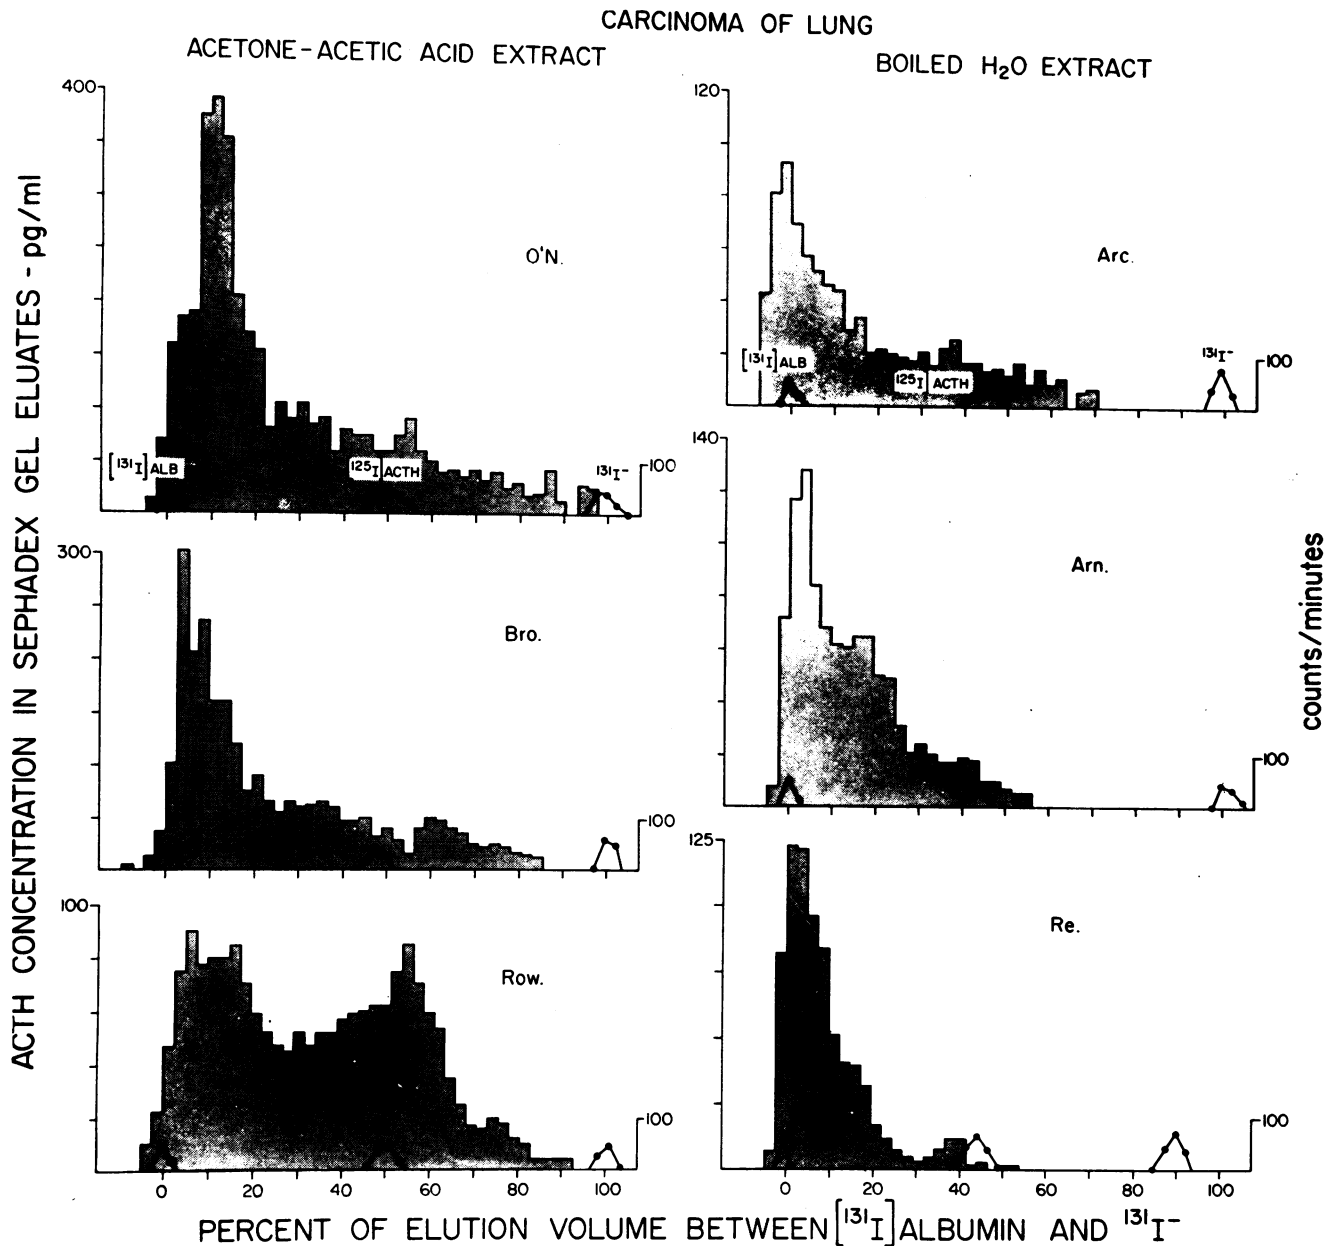 CARCINOMA OF LUNG
ACETONE-ACETIC ACID EXTRACT
BOILED H₂O EXTRACT
ACTH CONCENTRATION IN SEPHADEX GEL ELUATES - pg/ml
400
O'N.
[¹³¹I]ALB
¹²⁵I ACTH
¹³¹I⁻
100
300
Bro.
100
100
Row.
100
0 20 40 60 80 100
120
Arc.
[¹³¹I]ALB
¹²⁵I ACTH
¹³¹I⁻
100
140
Arn.
100
125
Re.
100
0 20 40 60 80 100
counts/minutes
PERCENT OF ELUTION VOLUME BETWEEN [¹³¹I]ALBUMIN AND ¹³¹I⁻